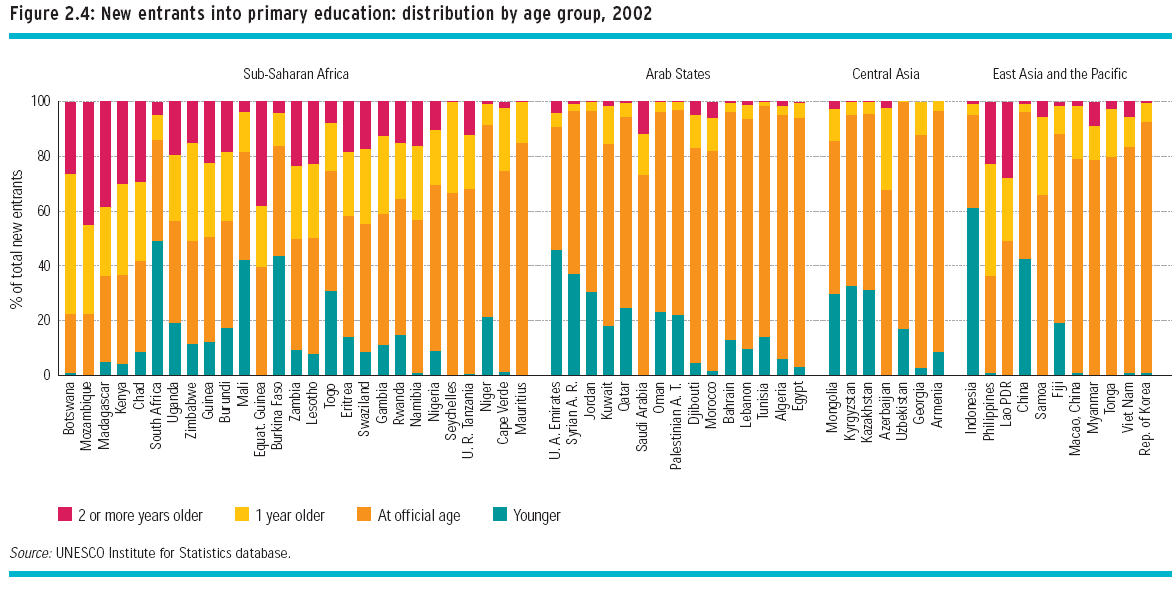 Figure 2.4: New entrants into primary education: distribution by age group, 2002
Sub-Saharan Africa
Arab States
Central Asia
East Asia and the Pacific
% of total new entrants
100
80
60
40
20
0
Botswana
Mozambique
Madagascar
Kenya
Chad
South Africa
Uganda
Zimbabwe
Guinea
Burundi
Mali
Equat. Guinea
Burkina Faso
Zambia
Lesotho
Togo
Eritrea
Swaziland
Gambia
Rwanda
Namibia
Nigeria
Seychelles
U. R. Tanzania
Niger
Cape Verde
Mauritius
U. A. Emirates
Syrian A. R.
Jordan
Kuwait
Qatar
Saudi Arabia
Oman
Palestinian A. T.
Djibouti
Morocco
Bahrain
Lebanon
Tunisia
Algeria
Egypt
Mongolia
Kyrgyzstan
Kazakhstan
Azerbaijan
Uzbekistan
Georgia
Armenia
Indonesia
Philippines
Lao PDR
China
Samoa
Fiji
Macao, China
Myanmar
Tonga
Viet Nam
Rep. of Korea
2 or more years older
1 year older
At official age
Younger
Source: UNESCO Institute for Statistics database.